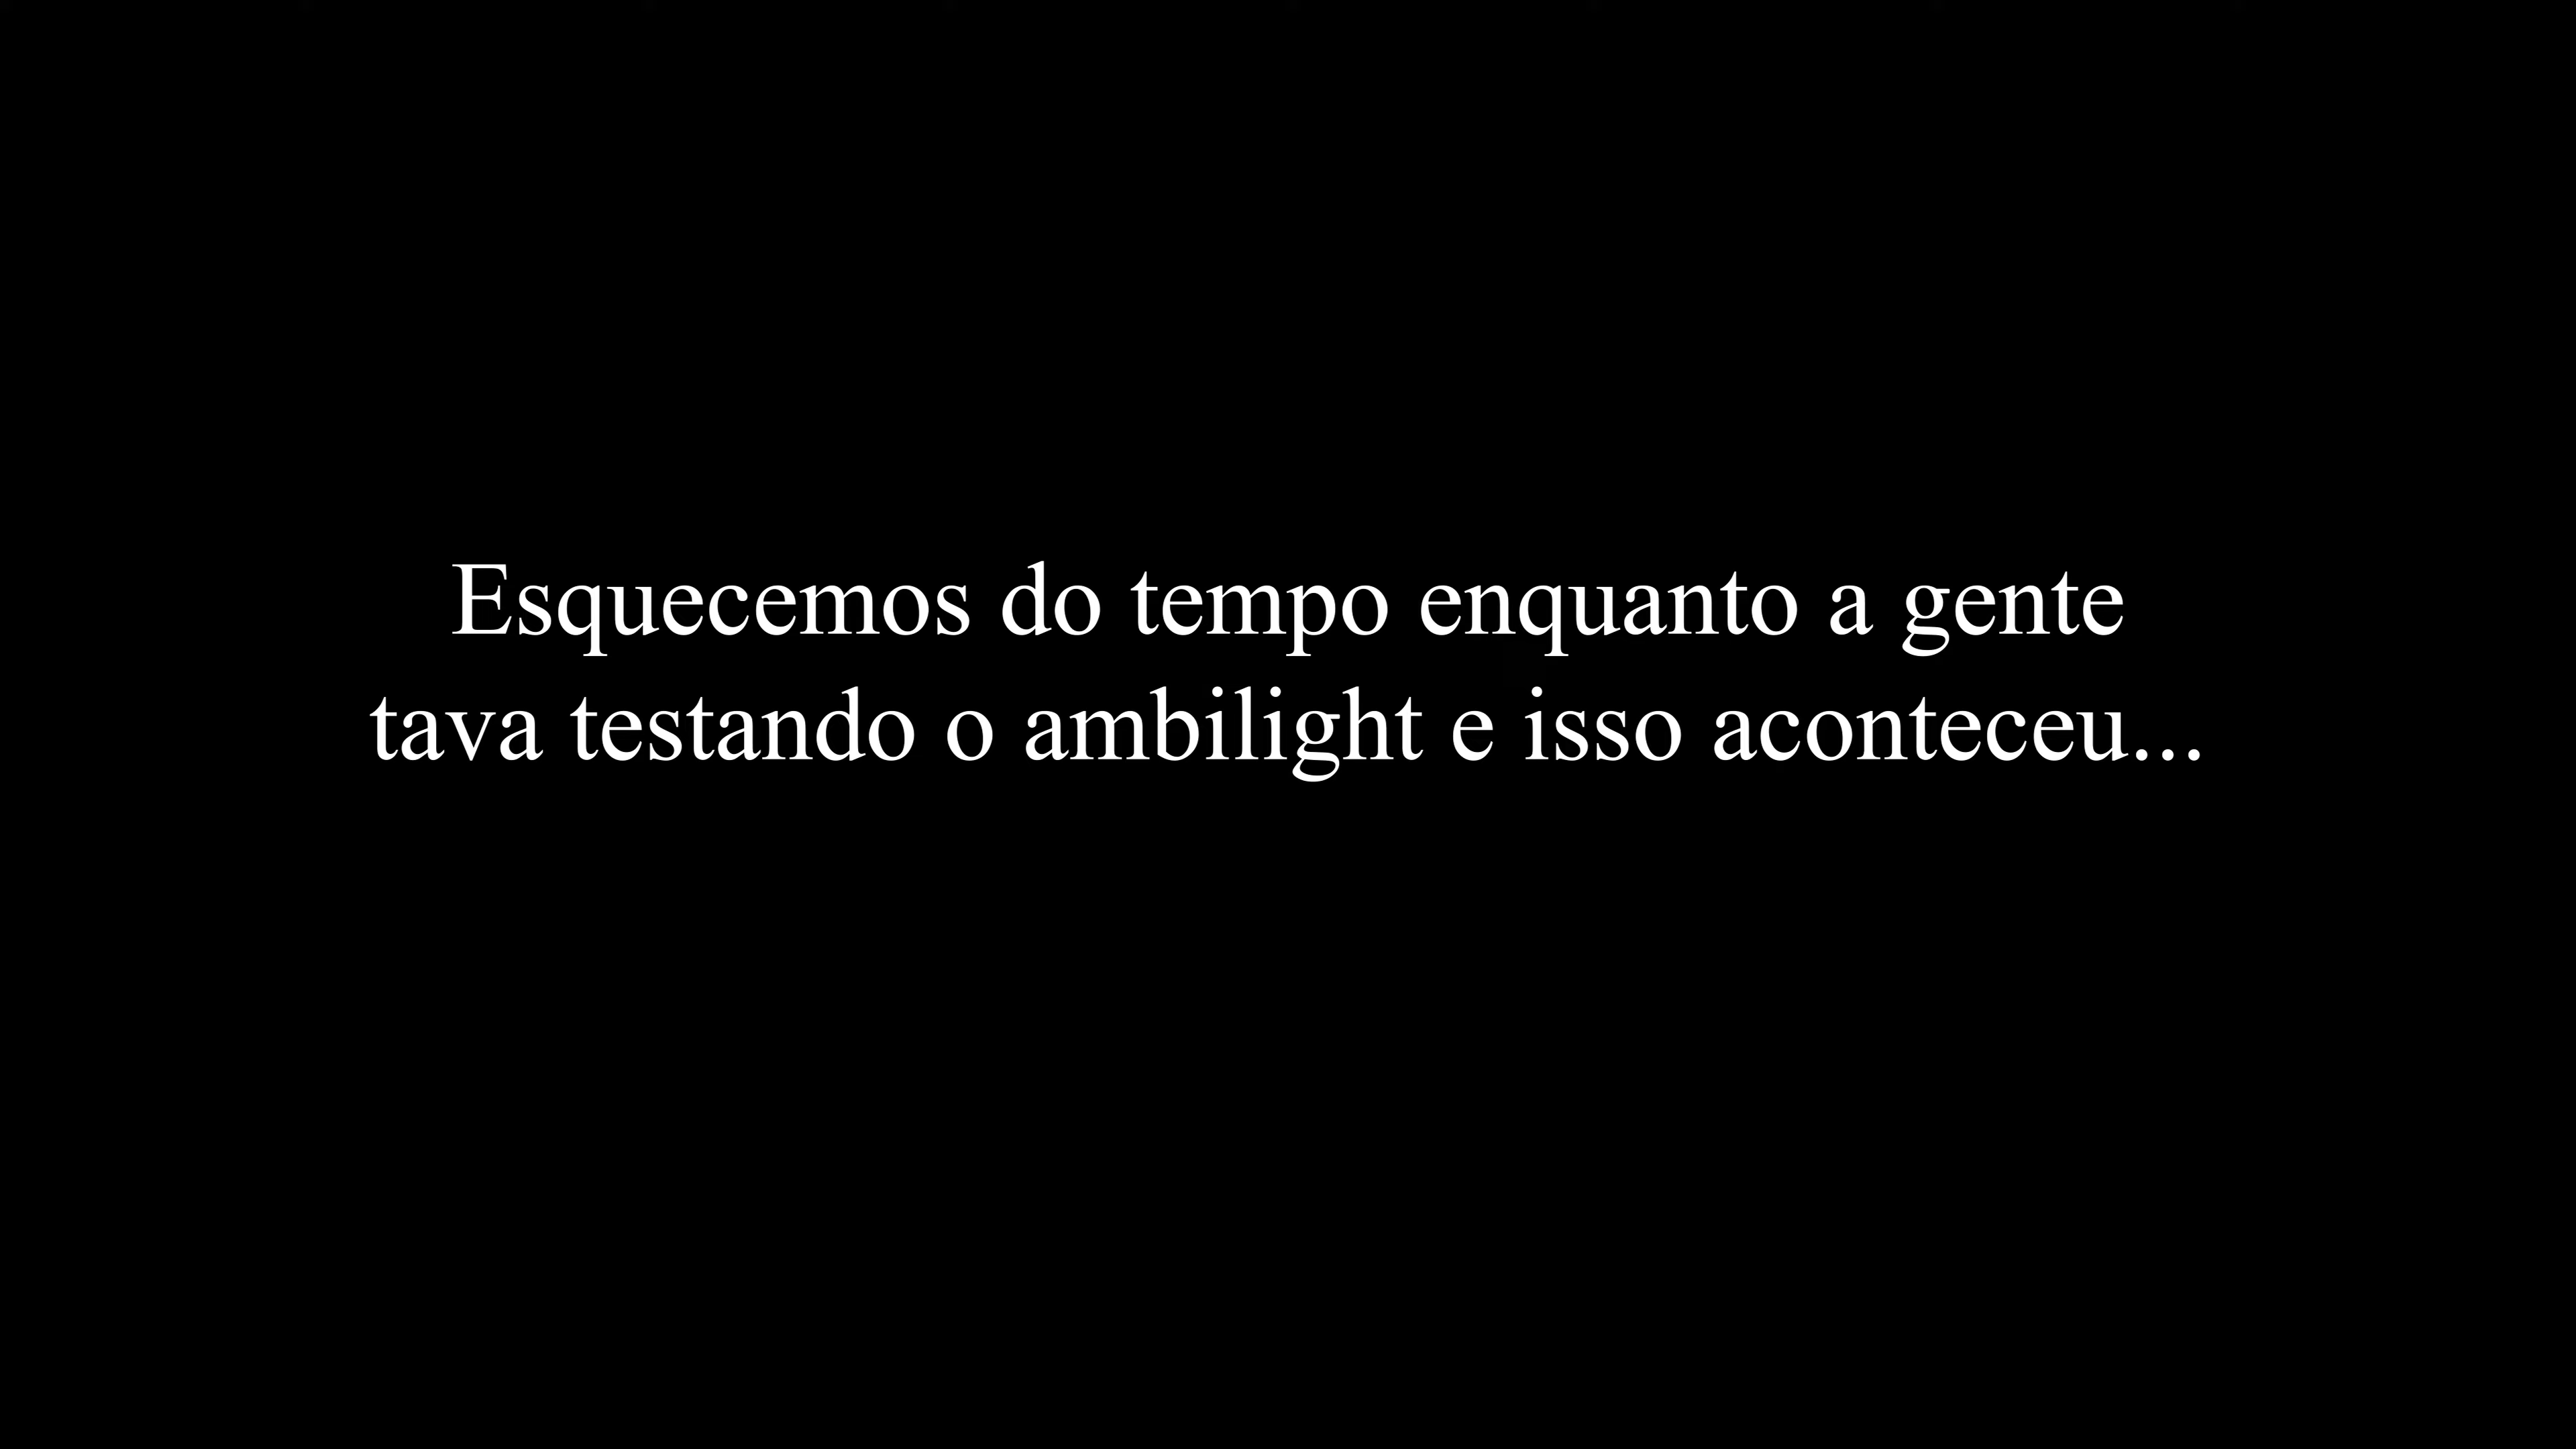 Esquecemos do tempo enquanto a gente
tava testando o ambilight e isso aconteceu...